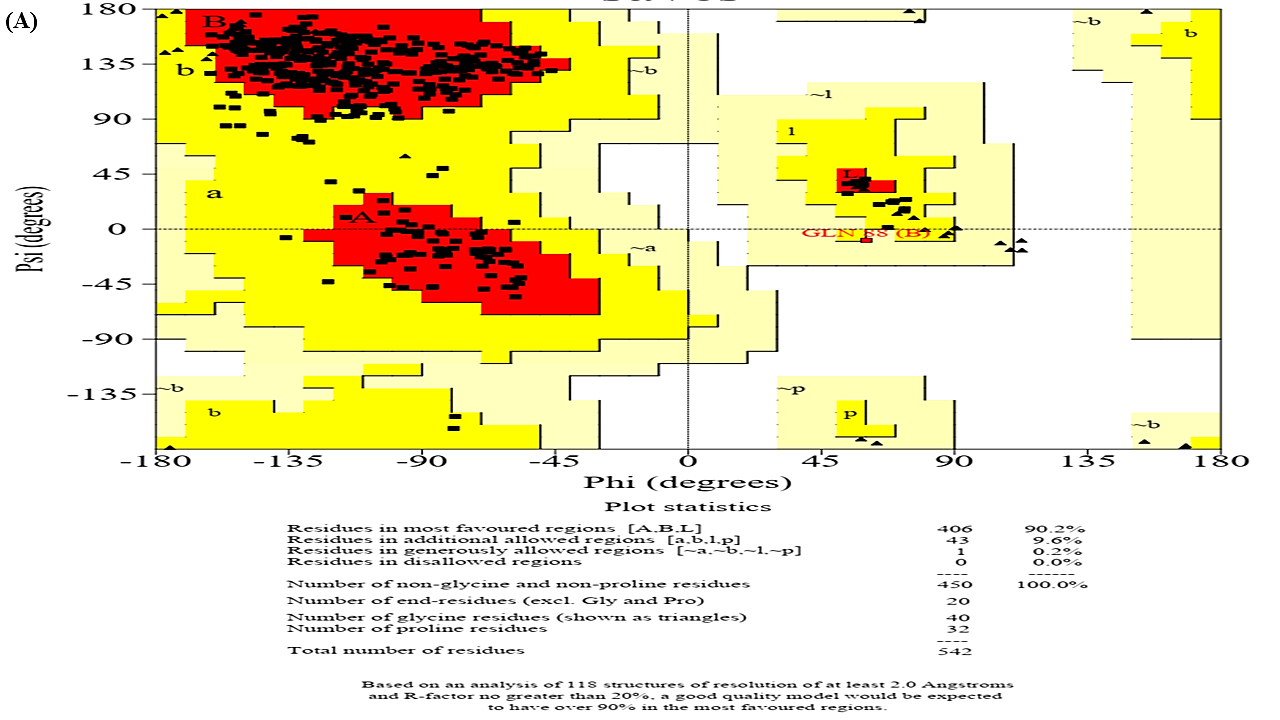 (A)
180
135
90
45
0
-45
-90
-135
Psi (degrees)
B
b
~b
a
A
~a
~b
b
~l
l
L
GLN 88 (B)
~b
b
~p
p
~b
-180 -135 -90 -45 0 45 90 135 180
Phi (degrees)
Plot statistics
Residues in most favoured regions [A,B,L] 406 90.2%
Residues in additional allowed regions [a,b,l,p] 43 9.6%
Residues in generously allowed regions [~a,~b,~l,~p] 1 0.2%
Residues in disallowed regions 0 0.0%
---- ------
Number of non-glycine and non-proline residues 450 100.0%
Number of end-residues (excl. Gly and Pro) 20
Number of glycine residues (shown as triangles) 40
Number of proline residues 32
----
Total number of residues 542
Based on an analysis of 118 structures of resolution of at least 2.0 Angstroms
and R-factor no greater than 20%, a good quality model would be expected
to have over 90% in the most favoured regions.